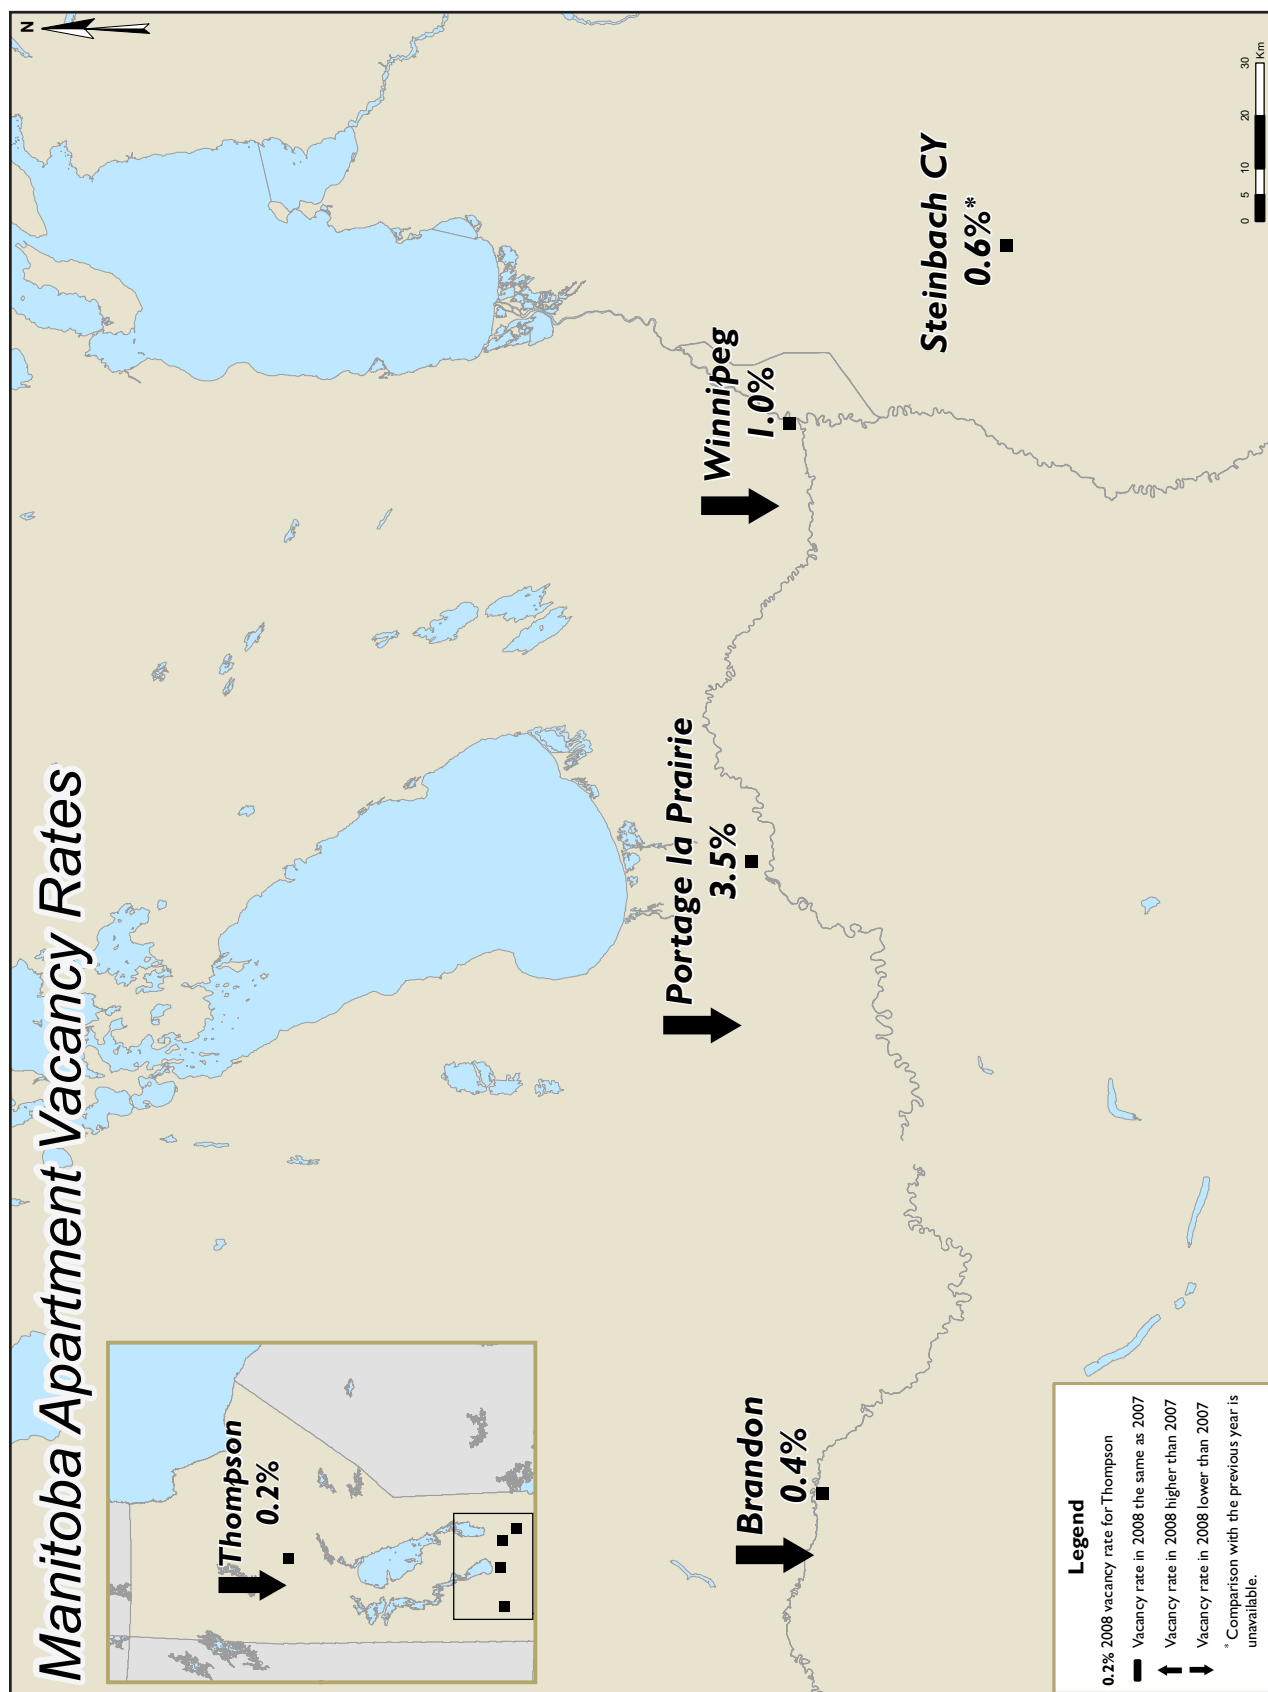 Manitoba Apartment Vacancy Rates
N
Thompson
0.2%
Brandon
0.4%
Portage la Prairie
3.5%
Winnipeg
1.0%
Steinbach CY
0.6%*
Legend
0.2% 2008 vacancy rate for Thompson
Vacancy rate in 2008 the same as 2007
Vacancy rate in 2008 higher than 2007
Vacancy rate in 2008 lower than 2007
* Comparison with the previous year is
unavailable.
0 5 10 20 30
Km